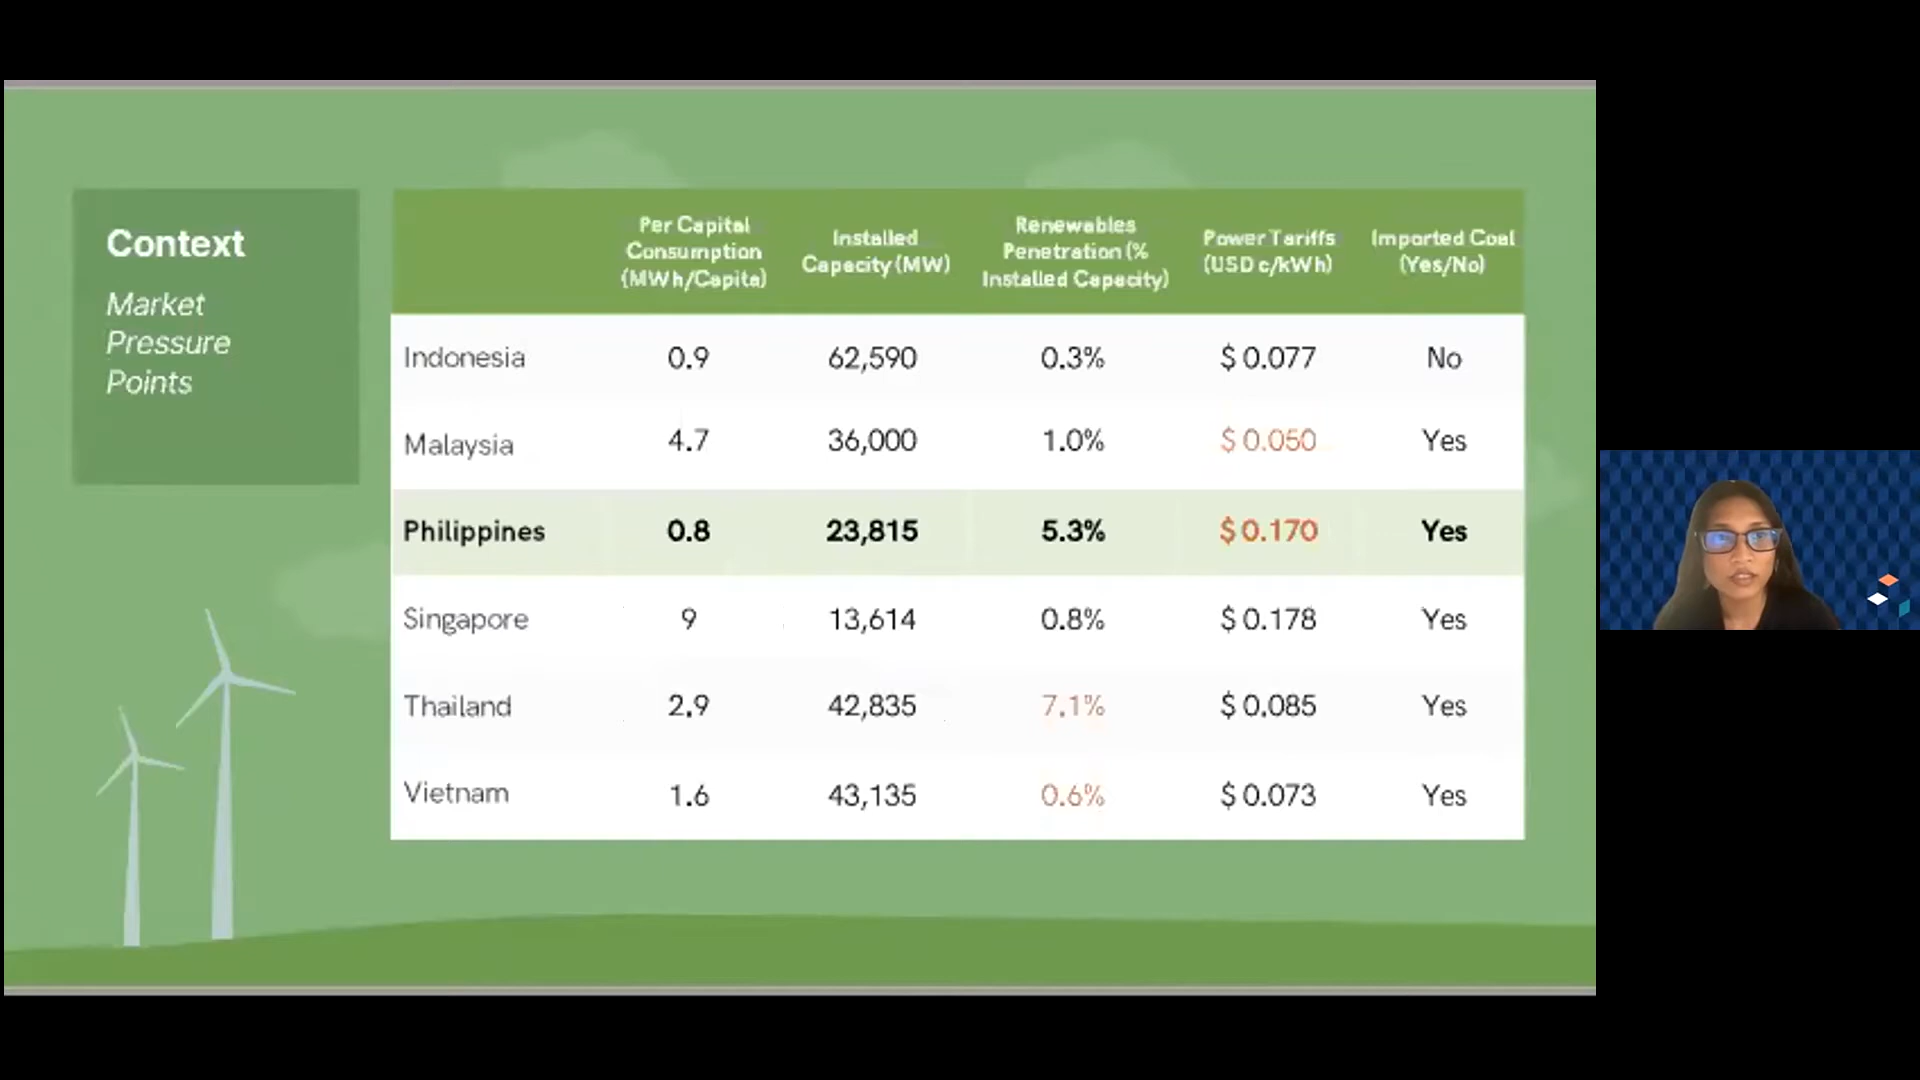 Context
Market
Pressure
Points
Per Capital
Consumption
(MWh/Capita)
Installed
Capacity (MW)
Renewables
Penetration (%
Installed Capacity)
Power Tariffs
(USD c/kWh)
Imported Coal
(Yes/No)
Indonesia 0.9 62,590 0.3% $ 0.077 No
Malaysia 4.7 36,000 1.0% $ 0.050 Yes
Philippines 0.8 23,815 5.3% $ 0.170 Yes
Singapore 9 13,614 0.8% $ 0.178 Yes
Thailand 2.9 42,835 7.1% $ 0.085 Yes
Vietnam 1.6 43,135 0.6% $ 0.073 Yes